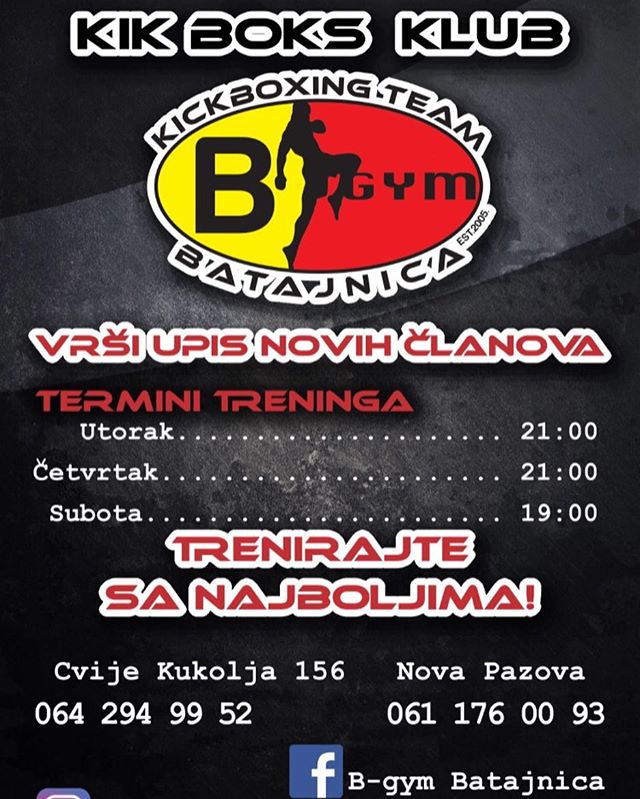 KIK BOKS KLUB
KICKBOXING TEAM
B GYM
EST.2005.
BATAJNICA
VRŠI UPIS NOVIH ČLANOVA
TERMINI TRENINGA
Utorak..................... 21:00
Četvrtak...................... 21:00
Subota....................... 19:00
TRENIRAJTE
SA NAJBOLJIMA!
Cvije Kukolja 156 Nova Pazova
064 294 99 52 061 176 00 93
f B-gym Batajnica